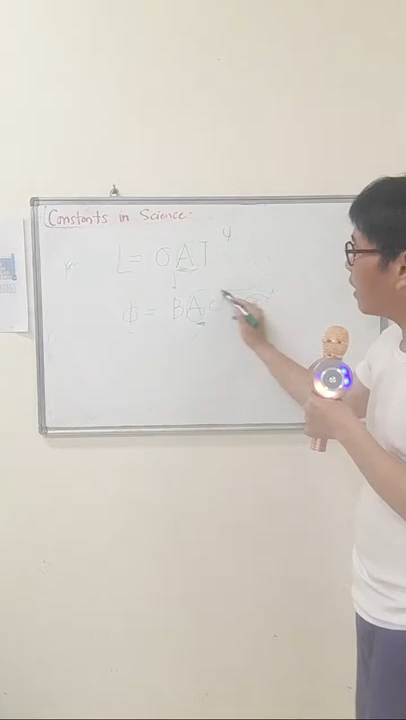 Constants in Science:
L = σAT⁴
Φ = BA